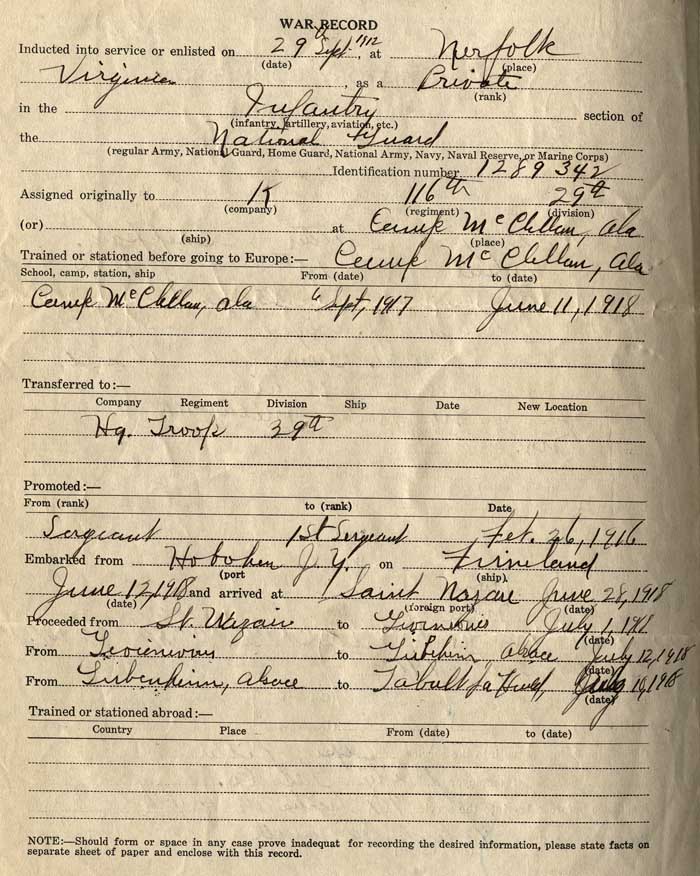 WAR RECORD
Inducted into service or enlisted on 29 Sept, 1912, at Norfolk
(date) (place)
Virginia as a Private
(rank)
in the Infantry section of
(infantry, artillery, aviation, etc.)
the National Guard
(regular Army, National Guard, Home Guard, National Army, Navy, Naval Reserve, or Marine Corps)
Identification number 1289342
Assigned originally to K 116th 29th
(company) (regiment) (division)
(or) at Camp McClellan, Ala
(ship) (place)
Trained or stationed before going to Europe:— Camp McClellan, Ala
School, camp, station, ship From (date) to (date)
Camp McClellan, Ala Sept, 1917 June 11, 1918
Transferred to:—
Company Regiment Division Ship Date New Location
Hq. Troop 29th
Promoted:—
From (rank) to (rank) Date
Sergeant 1st Sergeant Feb. 26, 1916
Embarked from Hoboken on Finland
(port (ship)
June 12, 1918 and arrived at Saint Nazare June 28, 1918
(date) (foreign port) (date)
Proceeded from St. to July 1, 1918
(date)
From to Alsace July 12, 1918
(date)
From Alsace to 1918
(date)
Trained or stationed abroad:—
Country Place From (date) to (date)
NOTE:—Should form or space in any case prove inadequat for recording the desired information, please state facts on
separate sheet of paper and enclose with this record.